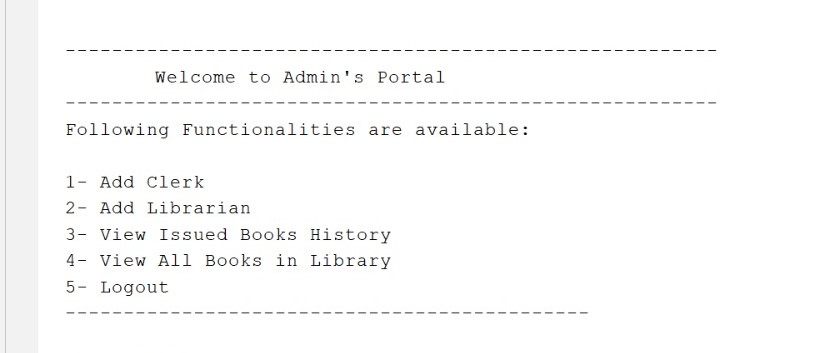 --------------------------------------------------------
Welcome to Admin's Portal
--------------------------------------------------------
Following Functionalities are available:
1- Add Clerk
2- Add Librarian
3- View Issued Books History
4- View All Books in Library
5- Logout
---------------------------------------------